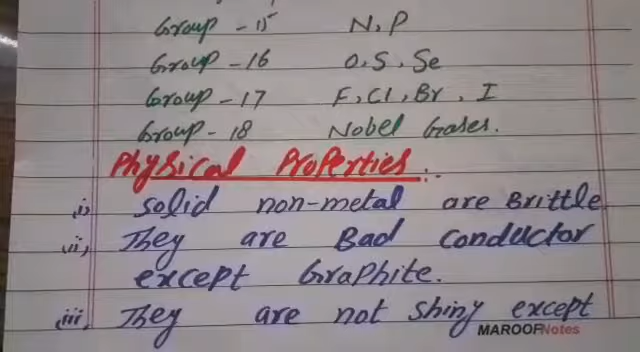 Group - 15 N, P
Group - 16 O, S, Se
Group - 17 F, Cl, Br, I
Group - 18 Nobel Gases.
Physical Properties:-
i, solid non-metal are Brittle
ii, They are Bad Conductor
except Graphite.
iii, They are not shiny except
MAROOFNotes